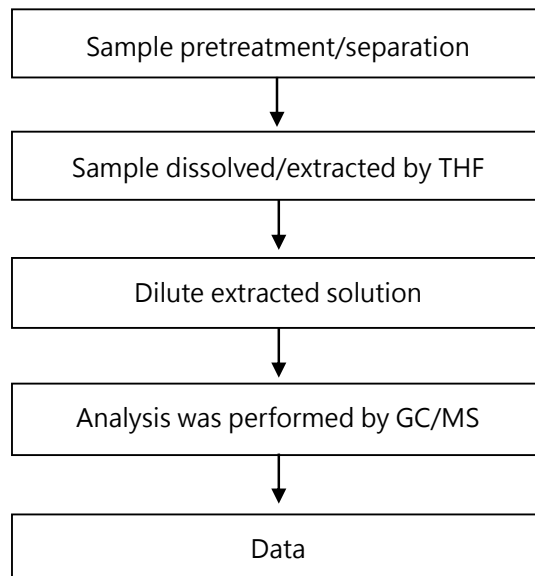 Sample pretreatment/separation
Sample dissolved/extracted by THF
Dilute extracted solution
Analysis was performed by GC/MS
Data